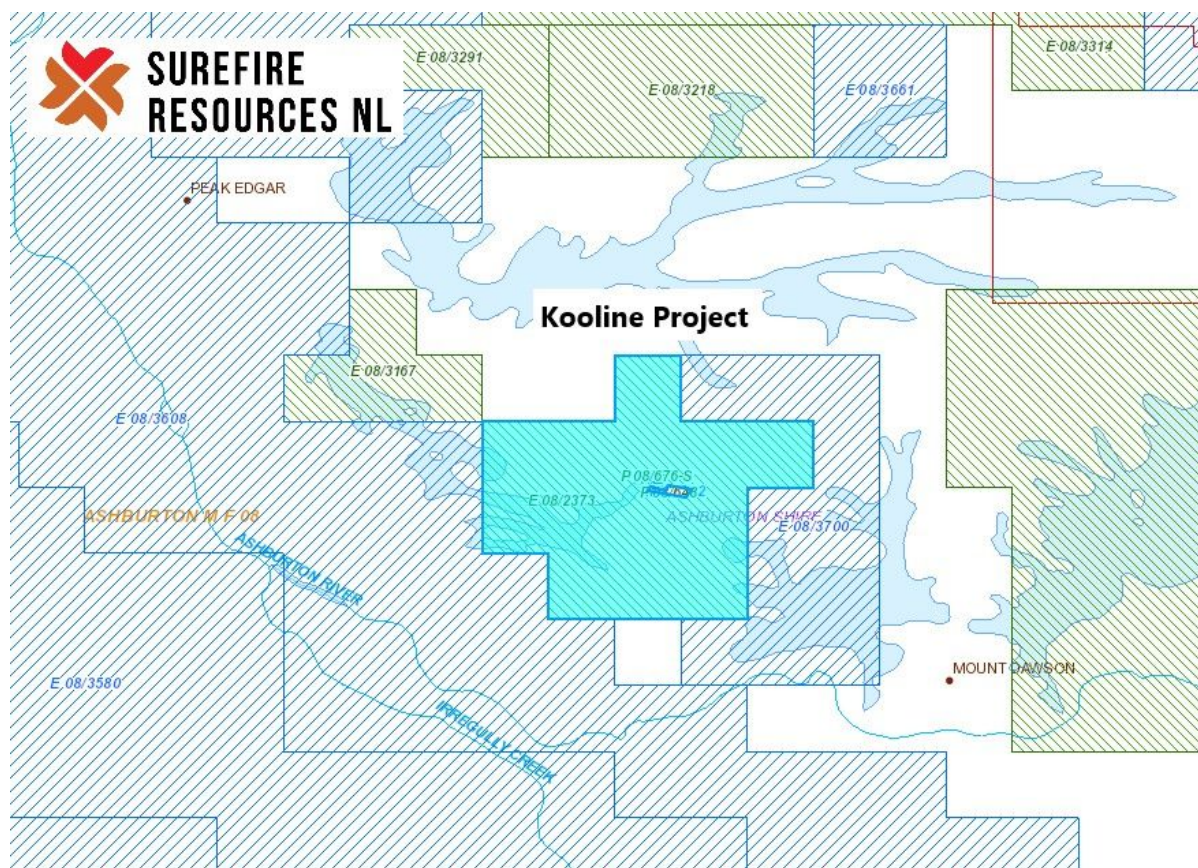 SUREFIRE
RESOURCES NL
E 08/3291
E 08/3218
E 08/3661
E 08/3314
PEAK EDGAR
Kooline Project
E 08/3167
E 08/3608
P 08/676-S
E 08/2373
ASHBURTON M.F 08
ASHBURTON SHIRE
E 08/3700
ASHBURTON RIVER
E 08/3580
MOUNT DAWSON
IRREGULLY CREEK